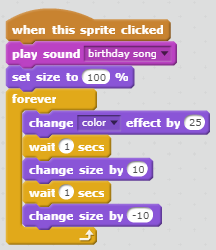 when this sprite clicked
play sound birthday song
set size to 100 %
forever
change color effect by 25
wait 1 secs
change size by 10
wait 1 secs
change size by -10